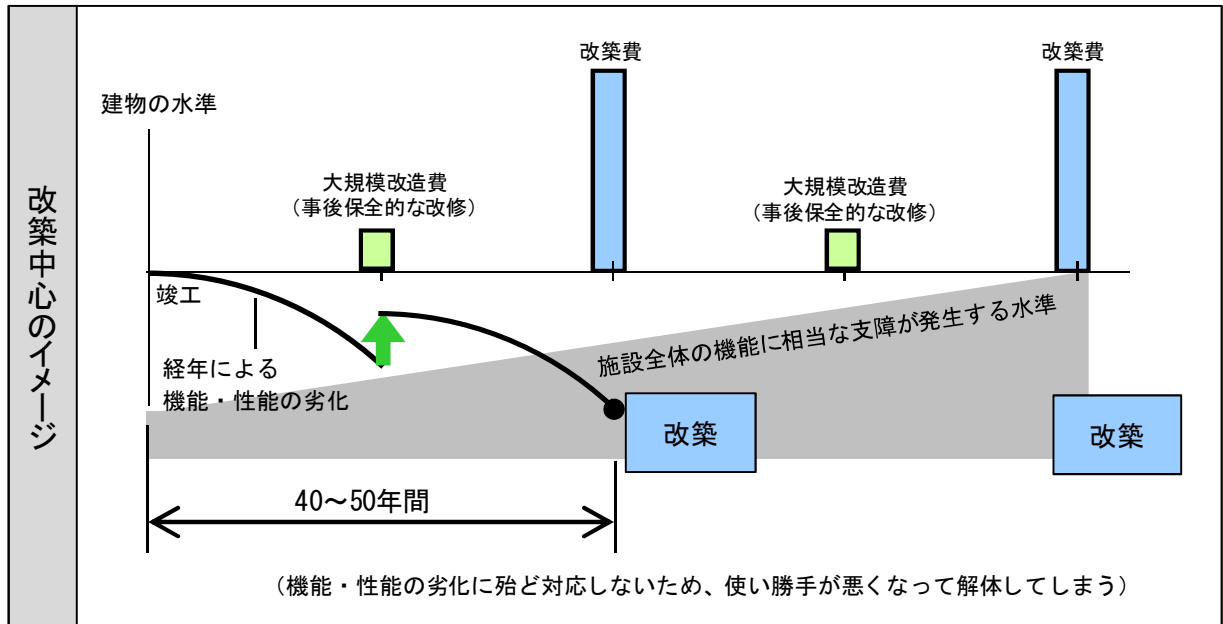 改築中心のイメージ
改築費
改築費
建物の水準
大規模改造費
（事後保全的な改修）
大規模改造費
（事後保全的な改修）
竣工
施設全体の機能に相当な支障が発生する水準
経年による
機能・性能の劣化
改築
改築
40～50年間
（機能・性能の劣化に殆ど対応しないため、使い勝手が悪くなって解体してしまう）